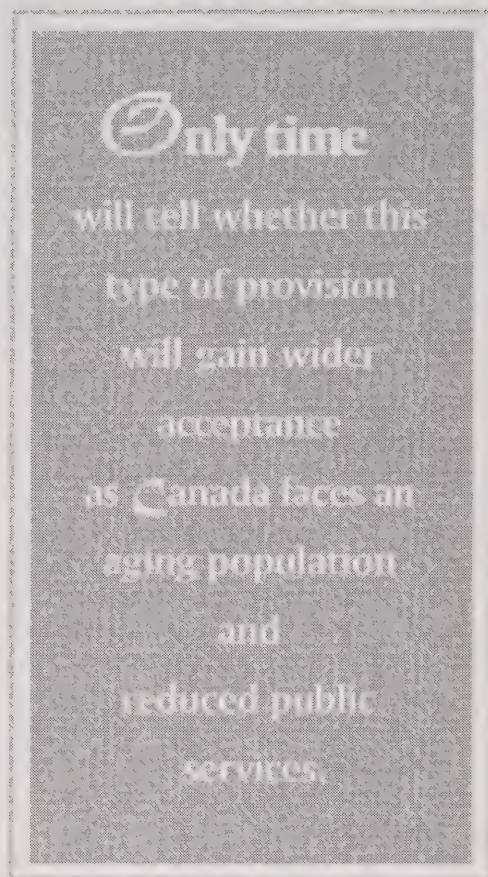 Only time
will tell whether this
type of provision
will gain wider
acceptance
as Canada faces an
aging population
and
reduced public
services.